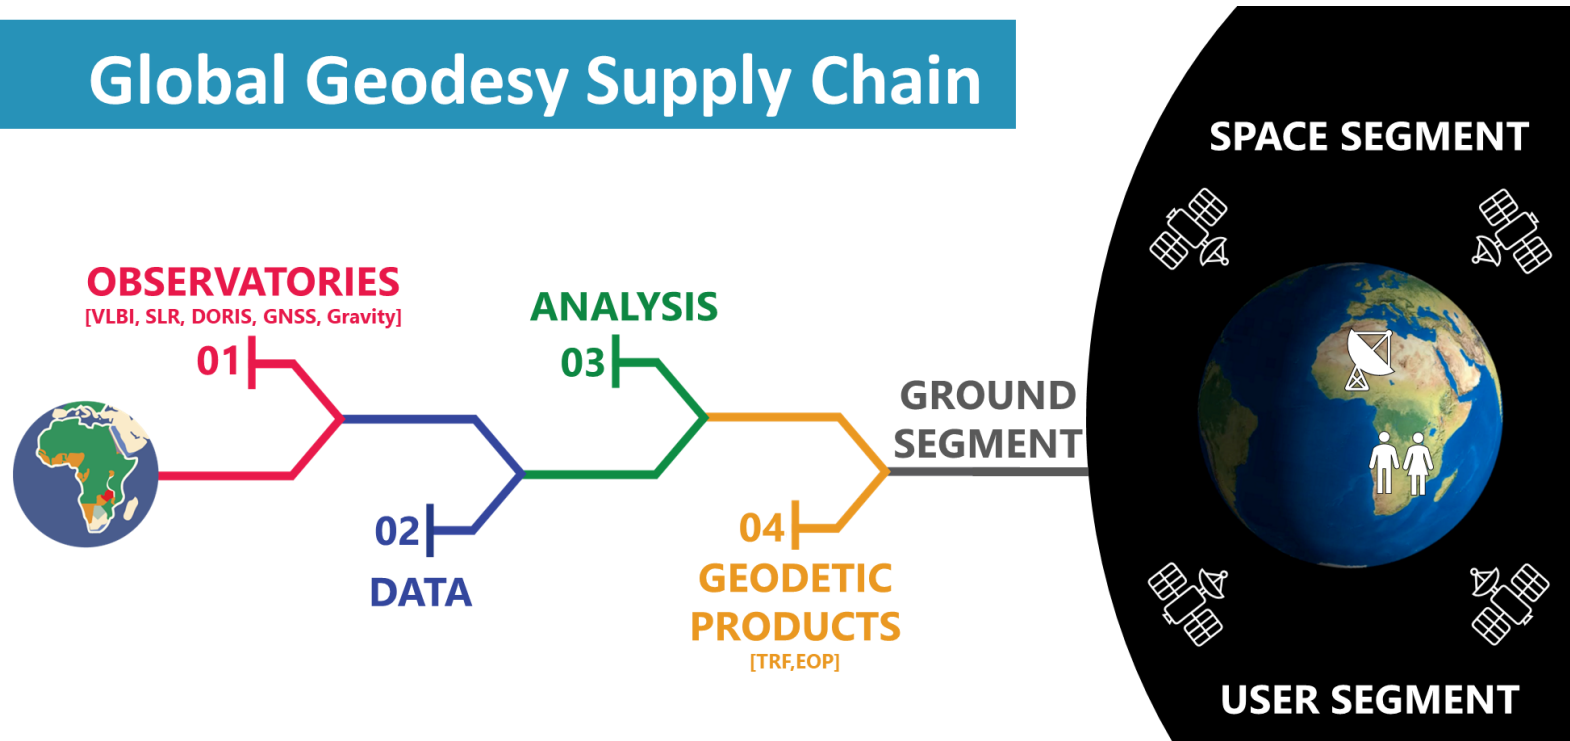 Global Geodesy Supply Chain
OBSERVATORIES
[VLBI, SLR, DORIS, GNSS, Gravity]
01
02
DATA
ANALYSIS
03
04
GEODETIC
PRODUCTS
[TRF,EOP]
GROUND
SEGMENT
SPACE SEGMENT
USER SEGMENT